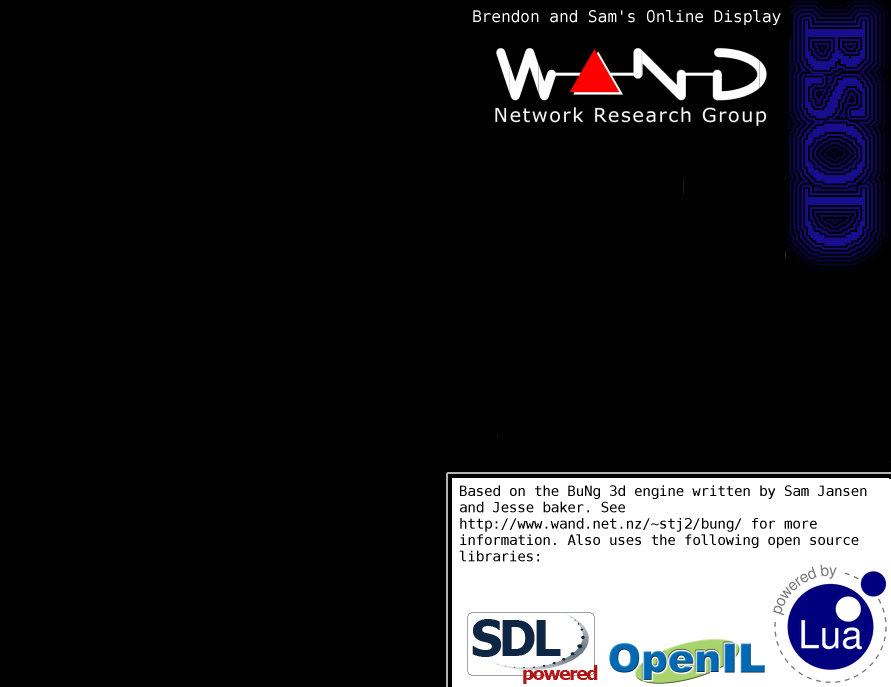 Brendon and Sam's Online Display
WAND
Network Research Group
BSOD
Based on the BuNg 3d engine written by Sam Jansen
and Jesse baker. See
http://www.wand.net.nz/~stj2/bung/ for more
information. Also uses the following open source
libraries:
SDL
powered
OpenIL
powered by
Lua